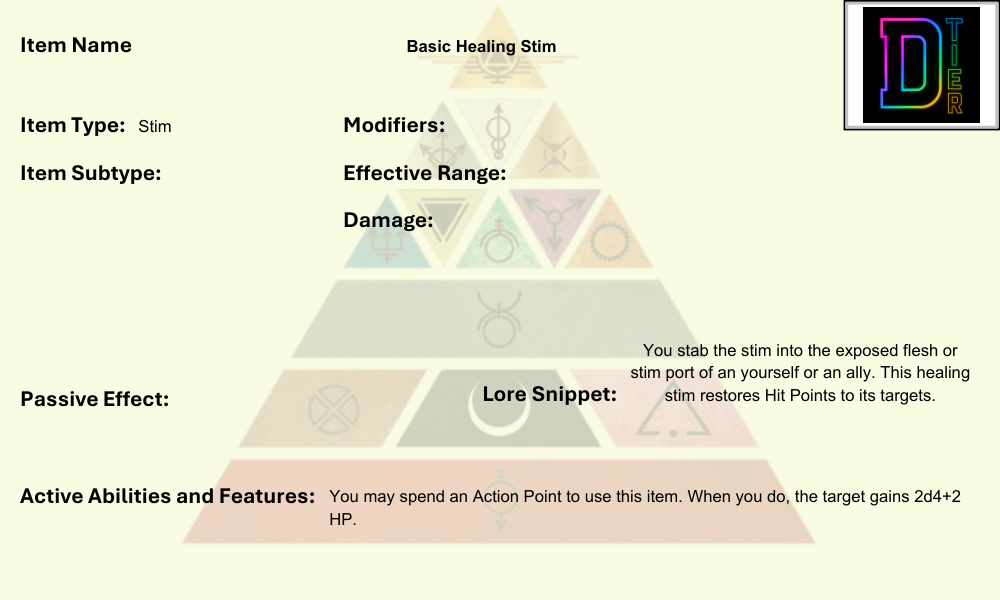 Item Name
Basic Healing Stim
D TIER
Item Type: Stim
Modifiers:
Item Subtype:
Effective Range:
Damage:
Passive Effect:
Lore Snippet:
You stab the stim into the exposed flesh or
stim port of an yourself or an ally. This healing
stim restores Hit Points to its targets.
Active Abilities and Features:
You may spend an Action Point to use this item. When you do, the target gains 2d4+2
HP.